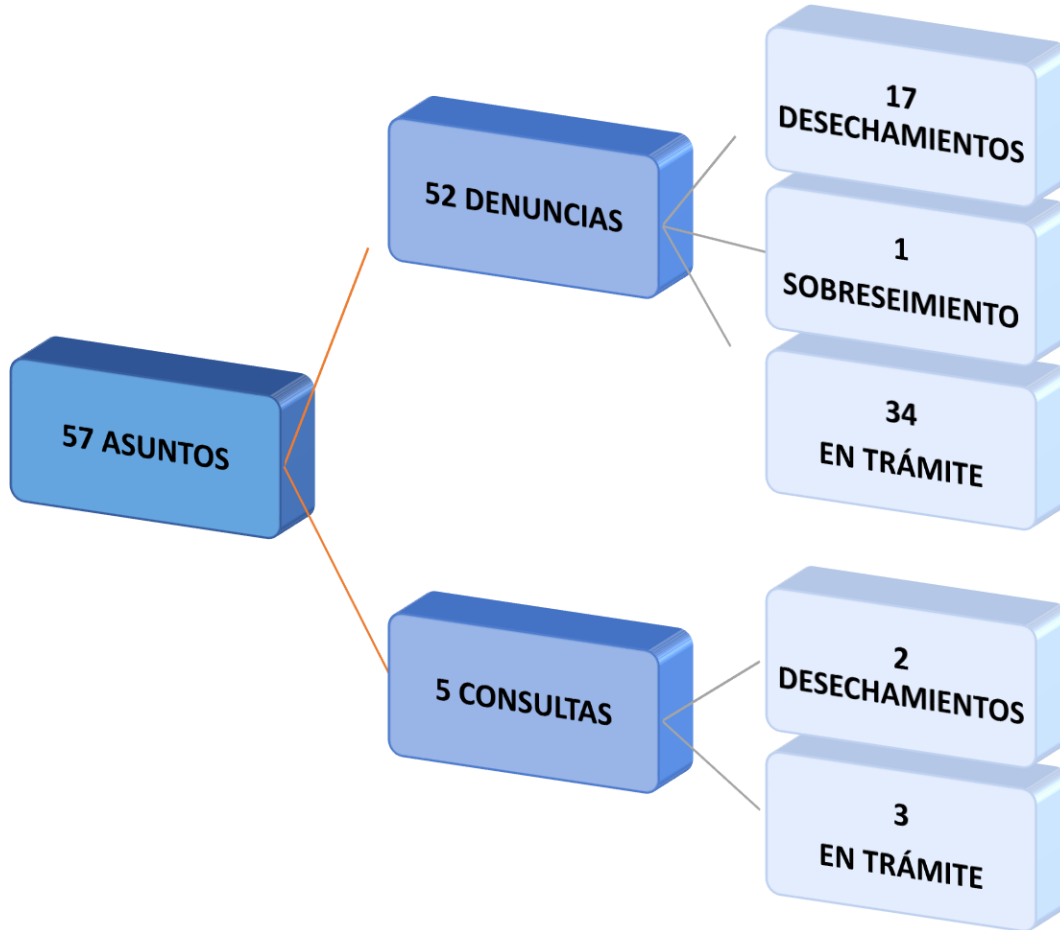 57 ASUNTOS
52 DENUNCIAS
17
DESECHAMIENTOS
1
SOBRESEIMIENTO
34
EN TRÁMITE
5 CONSULTAS
2
DESECHAMIENTOS
3
EN TRÁMITE